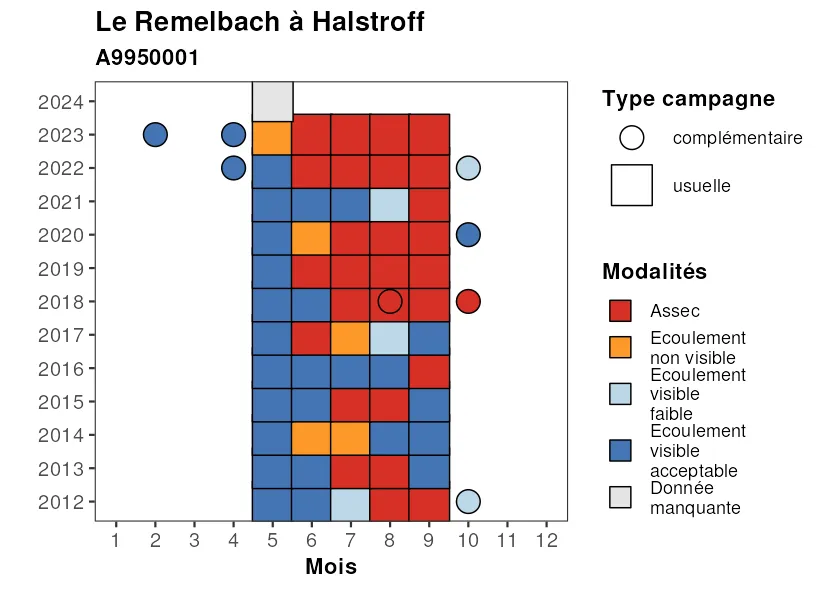 Le Remelbach à Halstroff
A9950001
2024
2023
2022
2021
2020
2019
2018
2017
2016
2015
2014
2013
2012
1 2 3 4 5 6 7 8 9 10 11 12
Mois
Type campagne
complémentaire
usuelle
Modalités
Assec
Ecoulement
non visible
Ecoulement
visible
faible
Ecoulement
visible
acceptable
Donnée
manquante